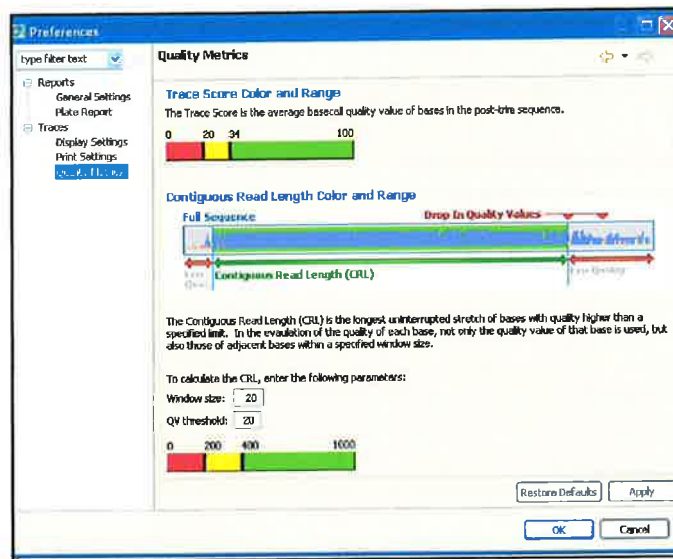 Preferences
type filter text
Reports
General Settings
Plate Report
Traces
Display Settings
Print Settings
Quality Metrics
Trace Score Color and Range
The Trace Score is the average basecall quality value of bases in the post-trim sequence.
0 20 34 100
Contiguous Read Length Color and Range
Full Sequence Drop In Quality Values
Contiguous Read Length (CRL)
Low Quality
The Contiguous Read Length (CRL) is the longest uninterrupted stretch of bases with quality higher than a
specified limit. In the evaulation of the quality of each base, not only the quality value of that base is used, but
also those of adjacent bases within a specified window size.
To calculate the CRL, enter the following parameters:
Window size: 20
QV threshold: 20
0 200 400 1000
Restore Defaults Apply
OK Cancel